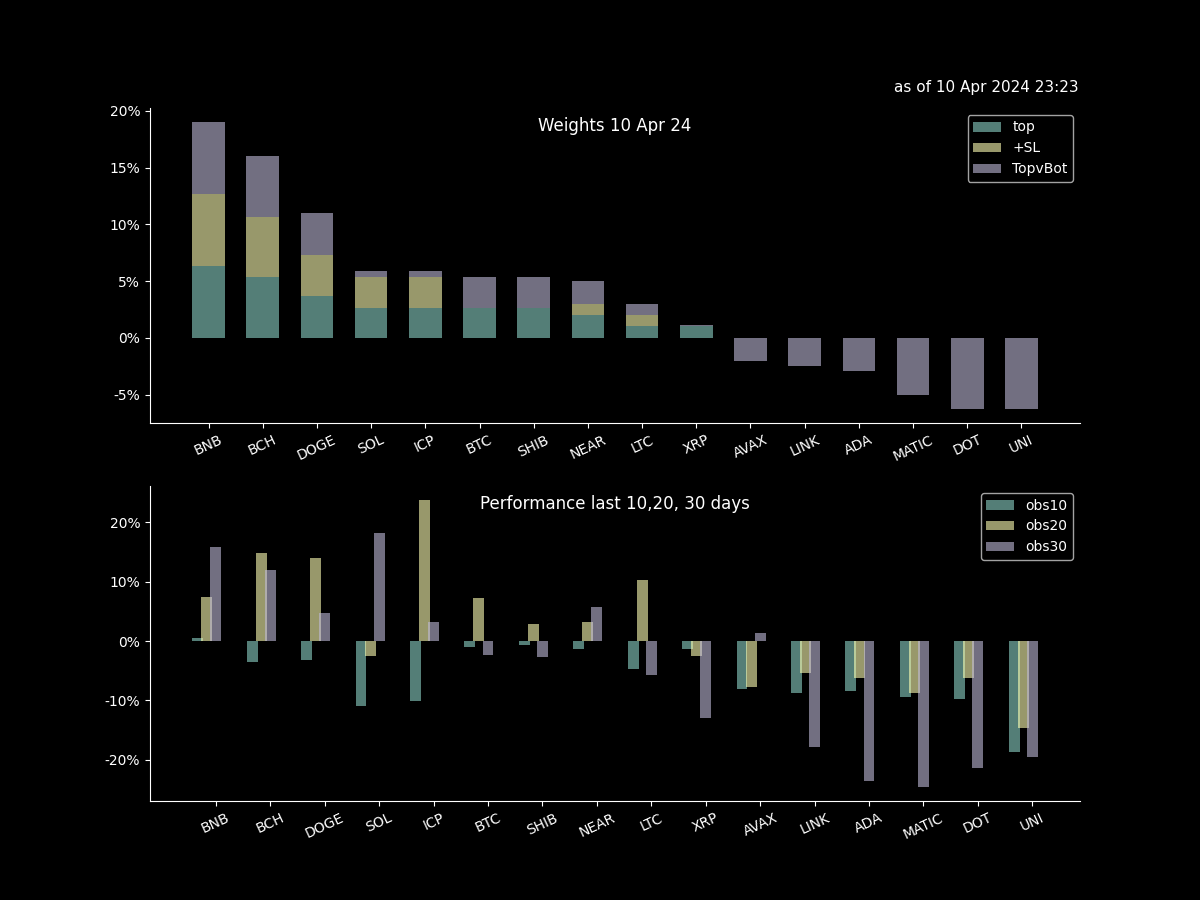 as of 10 Apr 2024 23:23
Weights 10 Apr 24
top
+SL
TopvBot
20%
15%
10%
5%
0%
-5%
BNB BCH DOGE SOL ICP BTC SHIB NEAR LTC XRP AVAX LINK ADA MATIC DOT UNI
Performance last 10,20, 30 days
obs10
obs20
obs30
20%
10%
0%
-10%
-20%
BNB BCH DOGE SOL ICP BTC SHIB NEAR LTC XRP AVAX LINK ADA MATIC DOT UNI